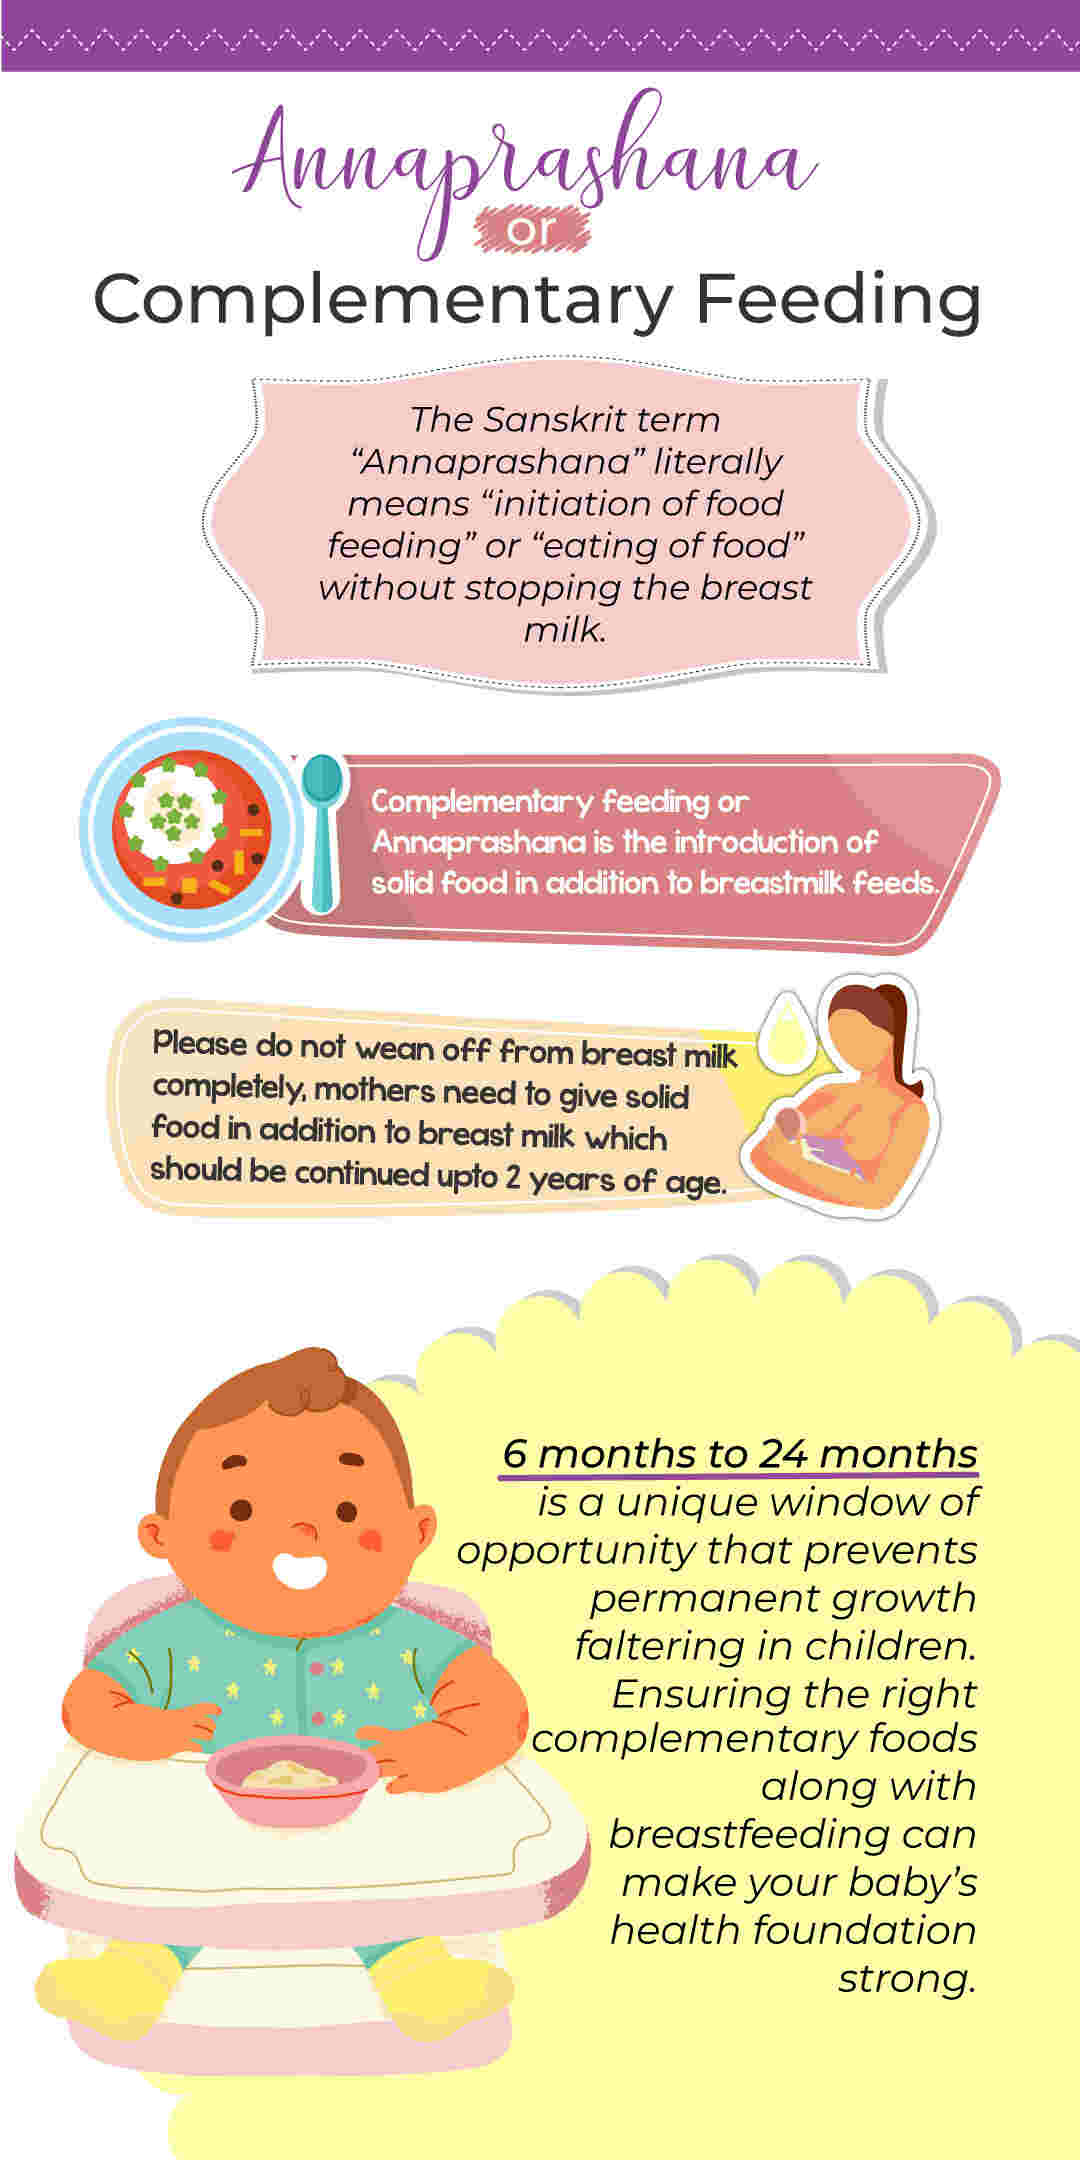 Annaprashana
or
Complementary Feeding
The Sanskrit term
“Annaprashana” literally
means “initiation of food
feeding” or “eating of food”
without stopping the breast
milk.
Complementary feeding or
Annaprashana is the introduction of
solid food in addition to breastmilk feeds.
Please do not wean off from breast milk
completely, mothers need to give solid
food in addition to breast milk which
should be continued upto 2 years of age.
6 months to 24 months
is a unique window of
opportunity that prevents
permanent growth
faltering in children.
Ensuring the right
complementary foods
along with
breastfeeding can
make your baby’s
health foundation
strong.